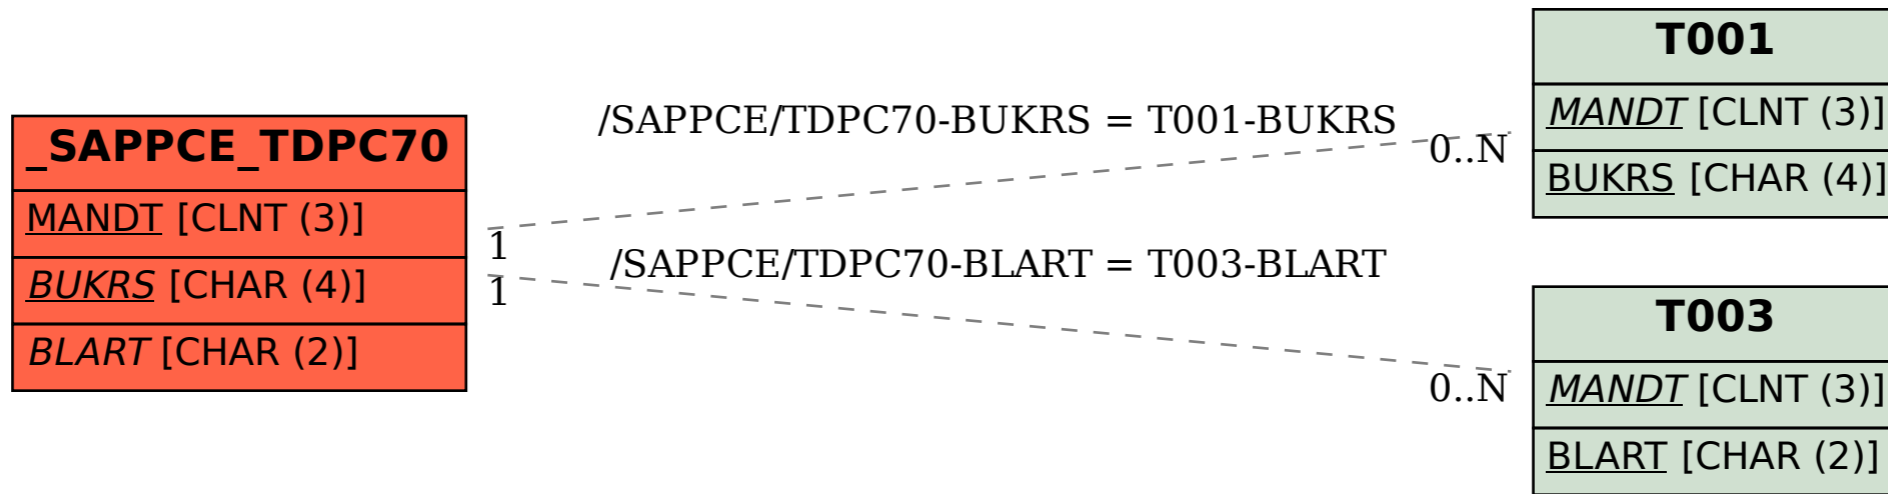 _SAPPCE_TDPC70
MANDT [CLNT (3)]
BUKRS [CHAR (4)]
BLART [CHAR (2)]
/SAPPCE/TDPC70-BUKRS = T001-BUKRS
1
0..N
/SAPPCE/TDPC70-BLART = T003-BLART
1
0..N
T001
MANDT [CLNT (3)]
BUKRS [CHAR (4)]
T003
MANDT [CLNT (3)]
BLART [CHAR (2)]